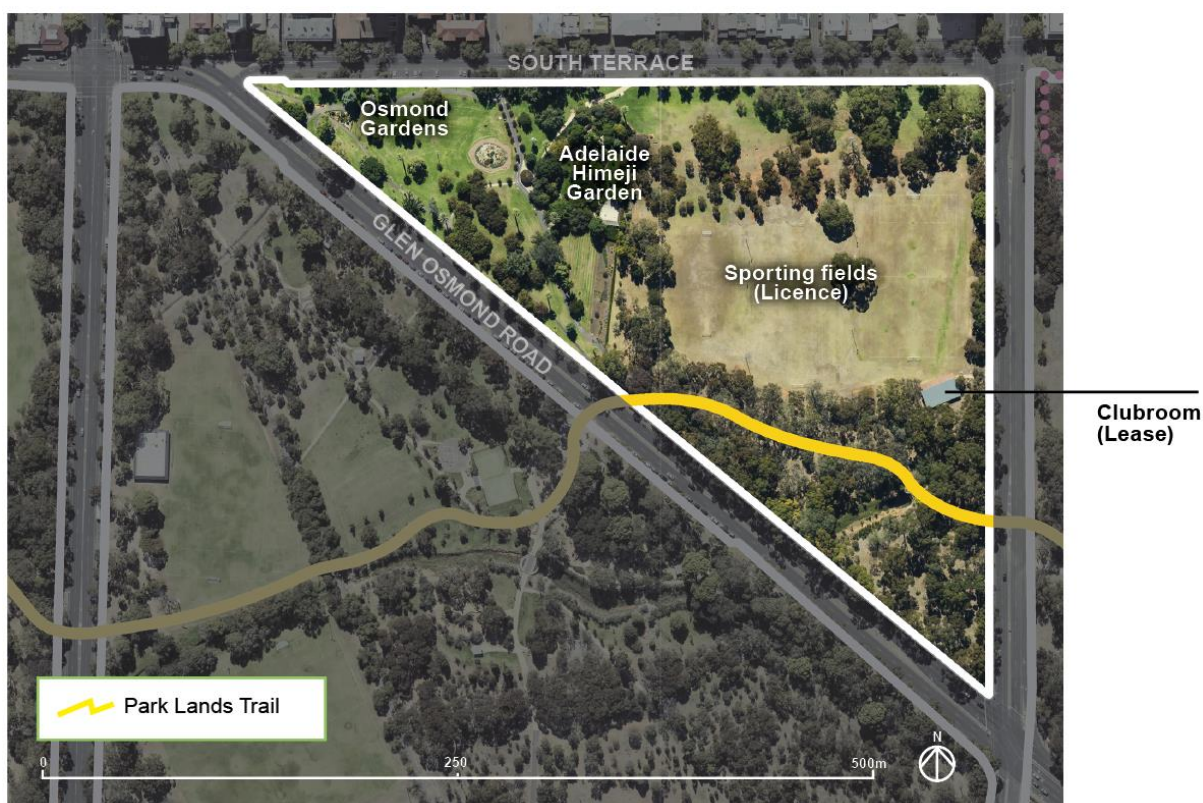 SOUTH TERRACE
Osmond
Gardens
Adelaide
Himeji
Garden
GLEN OSMOND ROAD
Sporting fields
(Licence)
Clubroom
(Lease)
Park Lands Trail
N
0
250
500m